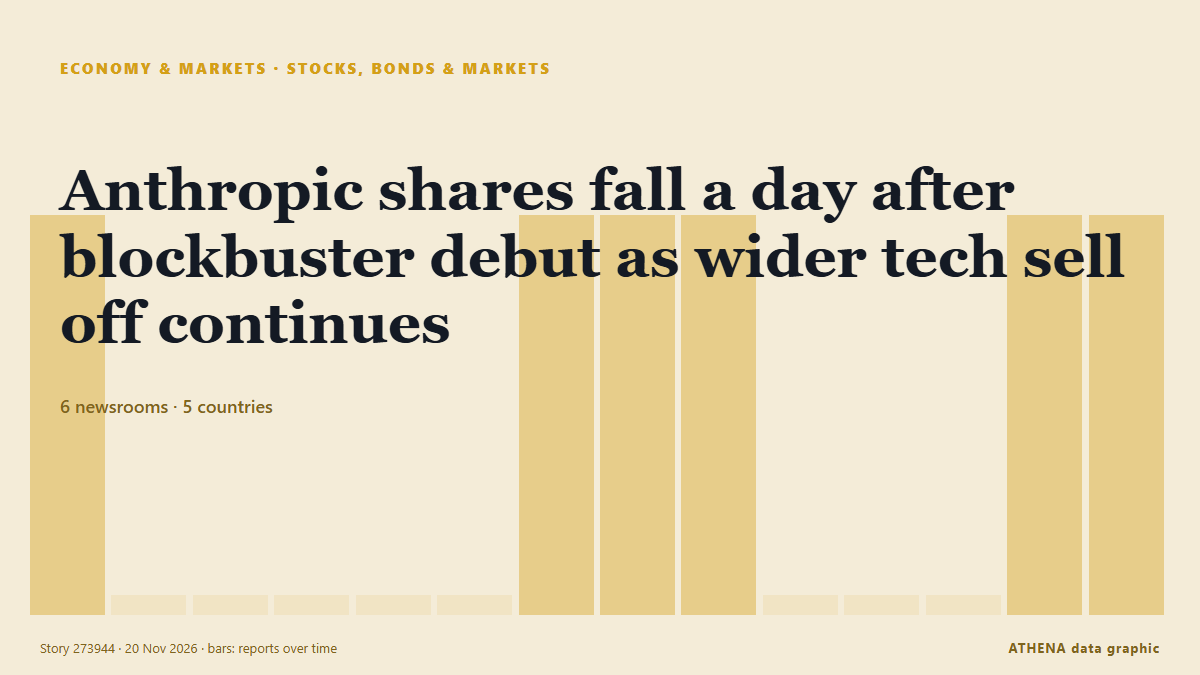 ECONOMY & MARKETS · STOCKS, BONDS & MARKETS
Anthropic shares fall a day after
blockbuster debut as wider tech sell
off continues
6 newsrooms · 5 countries
Story 273944 · 20 Nov 2026 · bars: reports over time
ATHENA data graphic